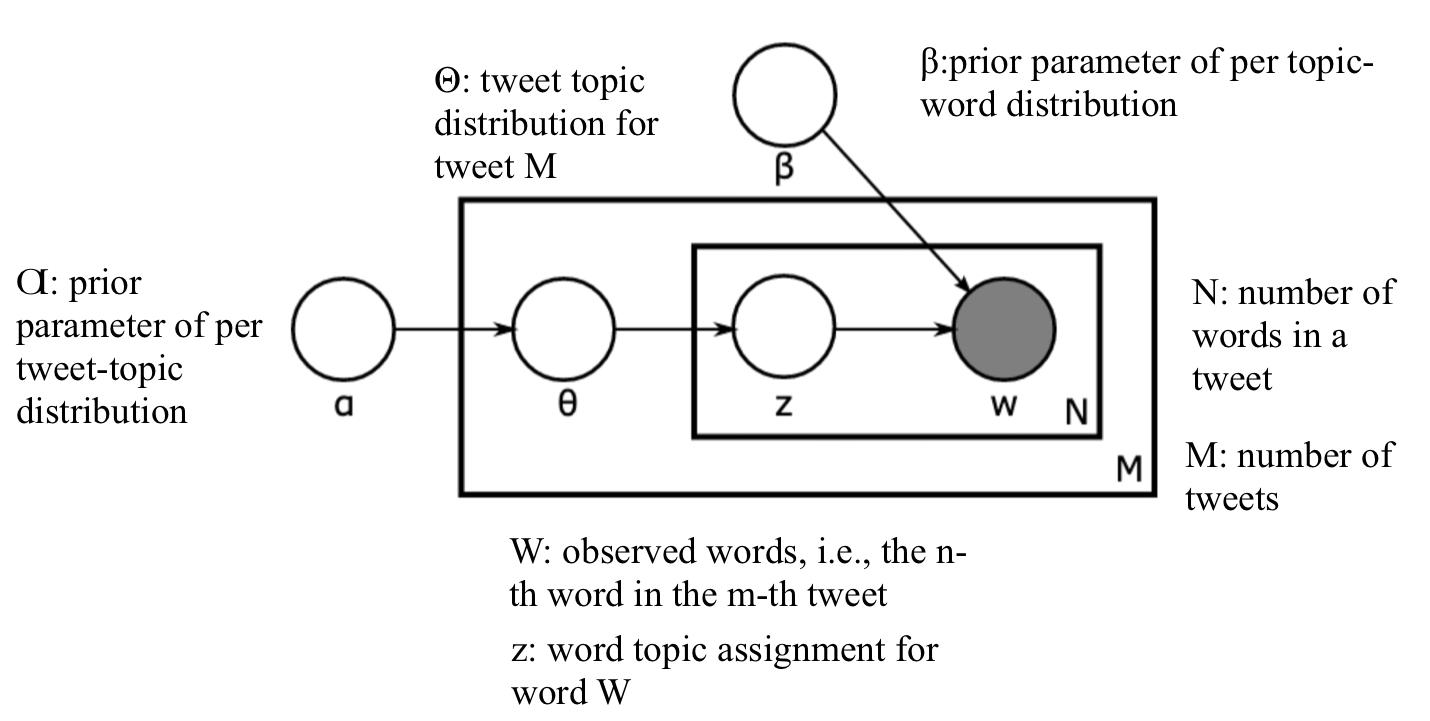 Θ: tweet topic
distribution for
tweet M
β:prior parameter of per topic-
word distribution
β
Ɑ: prior
parameter of per
tweet-topic
distribution
α
θ
z
w
N
M
N: number of
words in a
tweet
M: number of
tweets
W: observed words, i.e., the n-
th word in the m-th tweet
z: word topic assignment for
word W